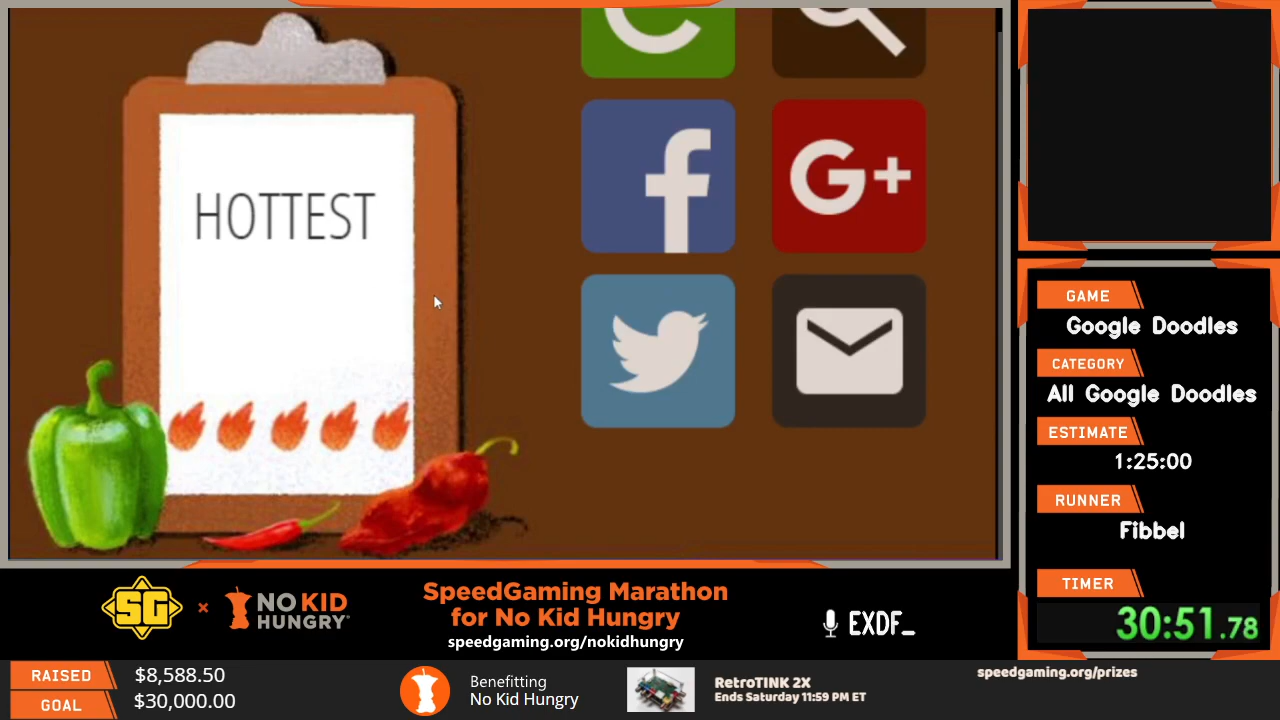 HOTTEST
f
G+
GAME
Google Doodles
CATEGORY
All Google Doodles
ESTIMATE
1:25:00
RUNNER
Fibbel
TIMER
30:51.78
SG × NO KID HUNGRY®
SpeedGaming Marathon
for No Kid Hungry
speedgaming.org/nokidhungry
EXDF_
RAISED $8,588.50
GOAL $30,000.00
Benefitting
No Kid Hungry
RetroTINK 2X
Ends Saturday 11:59 PM ET
speedgaming.org/prizes